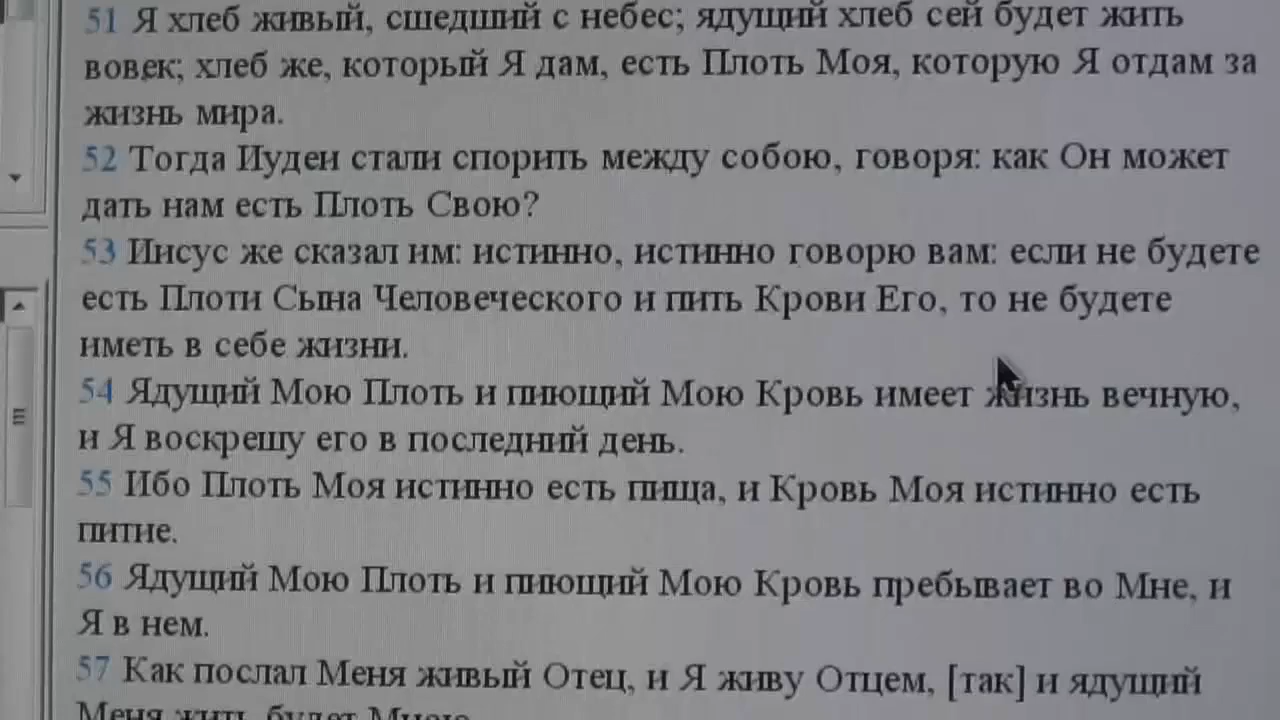 51 Я хлеб живый, сшедший с небес; ядущий хлеб сей будет жить
вовек; хлеб же, который Я дам, есть Плоть Моя, которую Я отдам за
жизнь мира.
52 Тогда Иудеи стали спорить между собою, говоря: как Он может
дать нам есть Плоть Свою?
53 Иисус же сказал им: истинно, истинно говорю вам: если не будете
есть Плоти Сына Человеческого и пить Крови Его, то не будете
иметь в себе жизни.
54 Ядущий Мою Плоть и пиющий Мою Кровь имеет жизнь вечную,
и Я воскрешу его в последний день.
55 Ибо Плоть Моя истинно есть пища, и Кровь Моя истинно есть
питие.
56 Ядущий Мою Плоть и пиющий Мою Кровь пребывает во Мне, и
Я в нем.
57 Как послал Меня живый Отец, и Я живу Отцем, [так] и ядущий
Меня жить будет Мною.